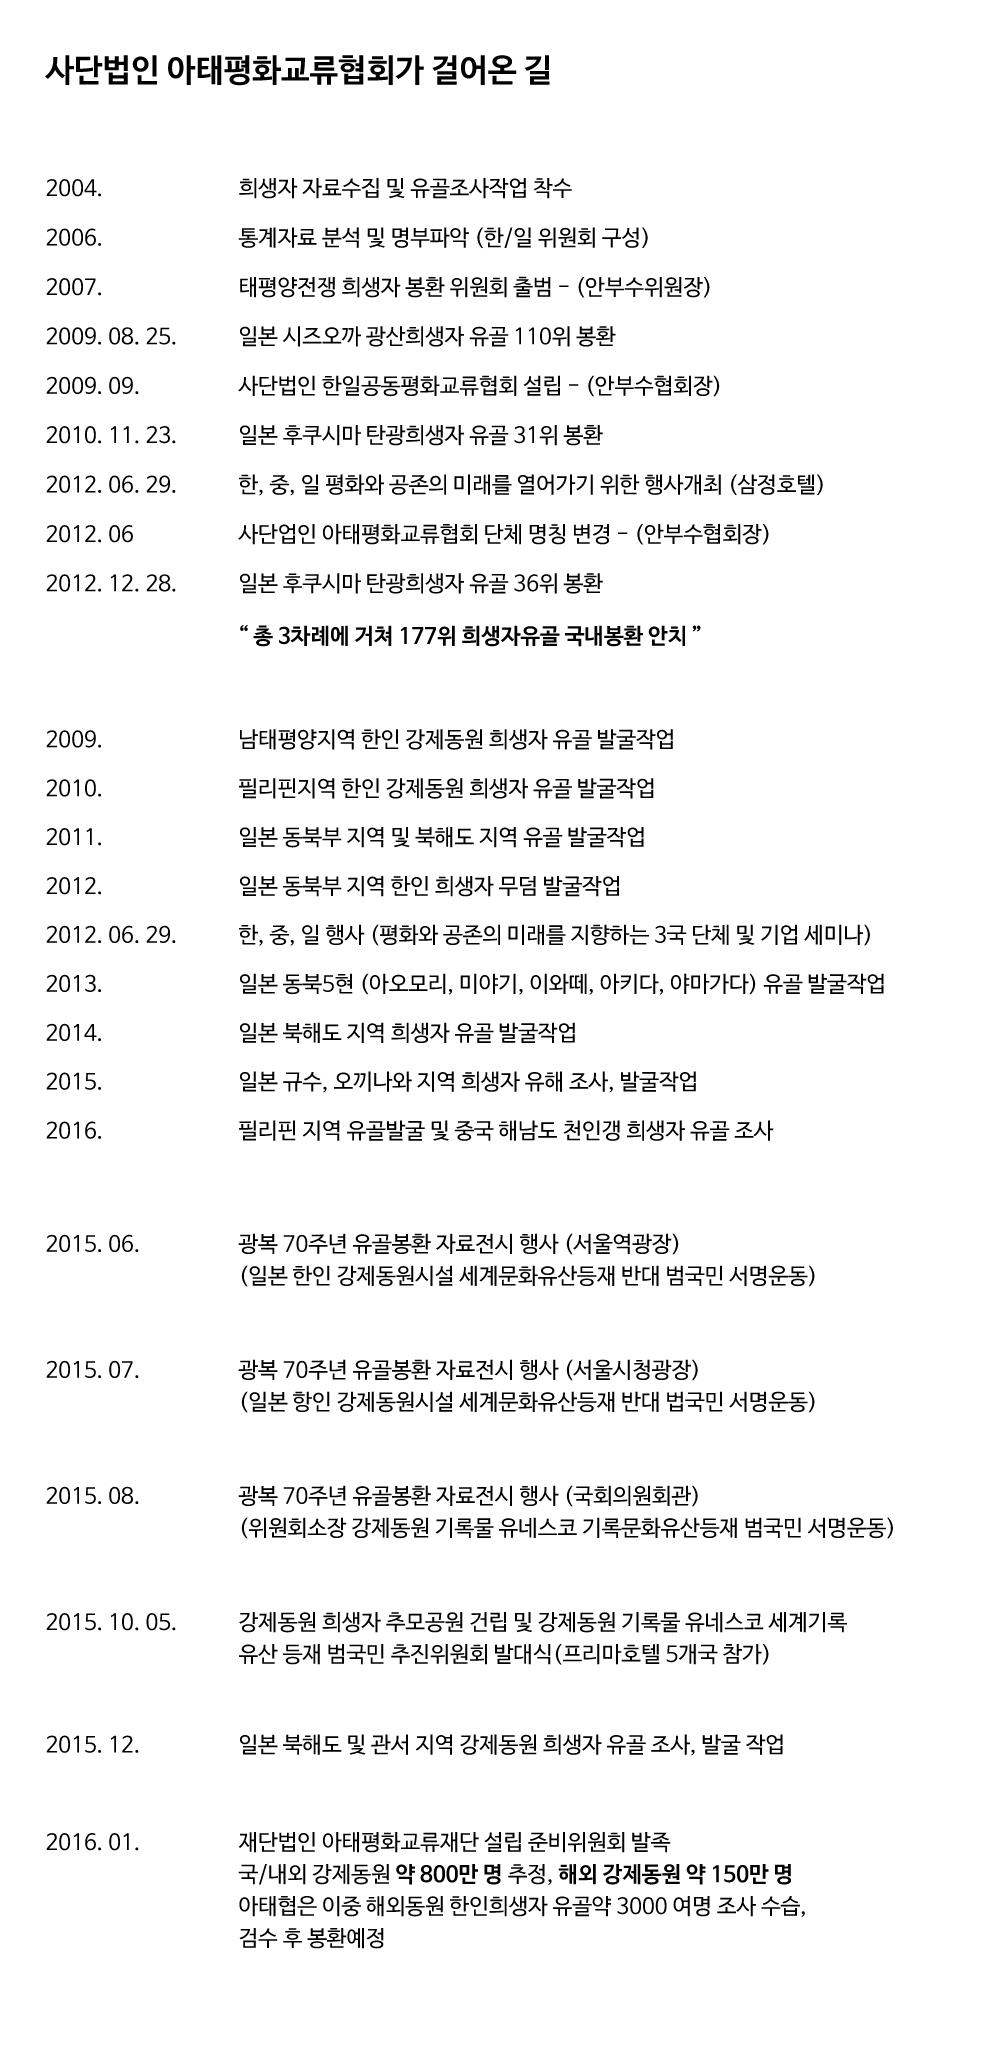 사단법인 아태평화교류협회가 걸어온 길
2004. 희생자 자료수집 및 유골조사작업 착수
2006. 통계자료 분석 및 명부파악 (한/일 위원회 구성)
2007. 태평양전쟁 희생자 봉환 위원회 출범 - (안부수위원장)
2009. 08. 25. 일본 시즈오까 광산희생자 유골 110위 봉환
2009. 09. 사단법인 한일공동평화교류협회 설립 - (안부수협회장)
2010. 11. 23. 일본 후쿠시마 탄광희생자 유골 31위 봉환
2012. 06. 29. 한, 중, 일 평화와 공존의 미래를 열어가기 위한 행사개최 (삼정호텔)
2012. 06 사단업인 아태평화교류협회 단체 명칭 변경 - (안부수협회장)
2012. 12. 28. 일본 후쿠시마 탄광희생자 유골 36위 봉환
“ 총 3차례에 거쳐 177위 희생자유골 국내봉환 안치 ”
2009. 남태평양지역 한인 강제동원 희생자 유골 발굴작업
2010. 필리핀지역 한인 강제동원 희생자 유골 발굴작업
2011. 일본 동북부 지역 및 북해도 지역 유골 발굴작업
2012. 일본 동북부 지역 한인 희생자 무덤 발굴작업
2012. 06. 29. 한, 중, 일 행사 (평화와 공존의 미래를 지향하는 3국 단체 및 기업 세미나)
2013. 일본 동북5현 (아오모리, 미야기, 이와떼, 아키다, 야마가다) 유골 발굴작업
2014. 일본 북해도 지역 희생자 유골 발굴작업
2015. 일본 규수, 오끼나와 지역 희생자 유해 조사, 발굴작업
2016. 필리핀 지역 유골발굴 및 중국 해남도 천인갱 희생자 유골 조사
2015. 06. 광복 70주년 유골봉환 자료전시 행사 (서울역광장)
(일본 한인 강제동원시설 세계문화유산등재 반대 범국민 서명운동)
2015. 07. 광복 70주년 유골봉환 자료전시 행사 (서울시청광장)
(일본 항인 강제동원시설 세계문화유산등재 반대 법국민 서명운동)
2015. 08. 광복 70주년 유골봉환 자료전시 행사 (국회의원회관)
(위원회소장 강제동원 기록물 유네스코 기록문화유산등재 범국민 서명운동)
2015. 10. 05. 강제동원 희생자 추모공원 건립 및 강제동원 기록물 유네스코 세계기록
유산 등재 범국민 추진위원회 발대식(프리마호텔 5개국 참가)
2015. 12. 일본 북해도 및 관서 지역 강제동원 희생자 유골 조사, 발굴 작업
2016. 01. 재단법인 아태평화교류재단 설립 준비위원회 발족
국/내외 강제동원 약 800만 명 추정, 해외 강제동원 약 150만 명
아태협은 이중 해외동원 한인희생자 유골약 3000 여명 조사 수습,
검수 후 봉환예정